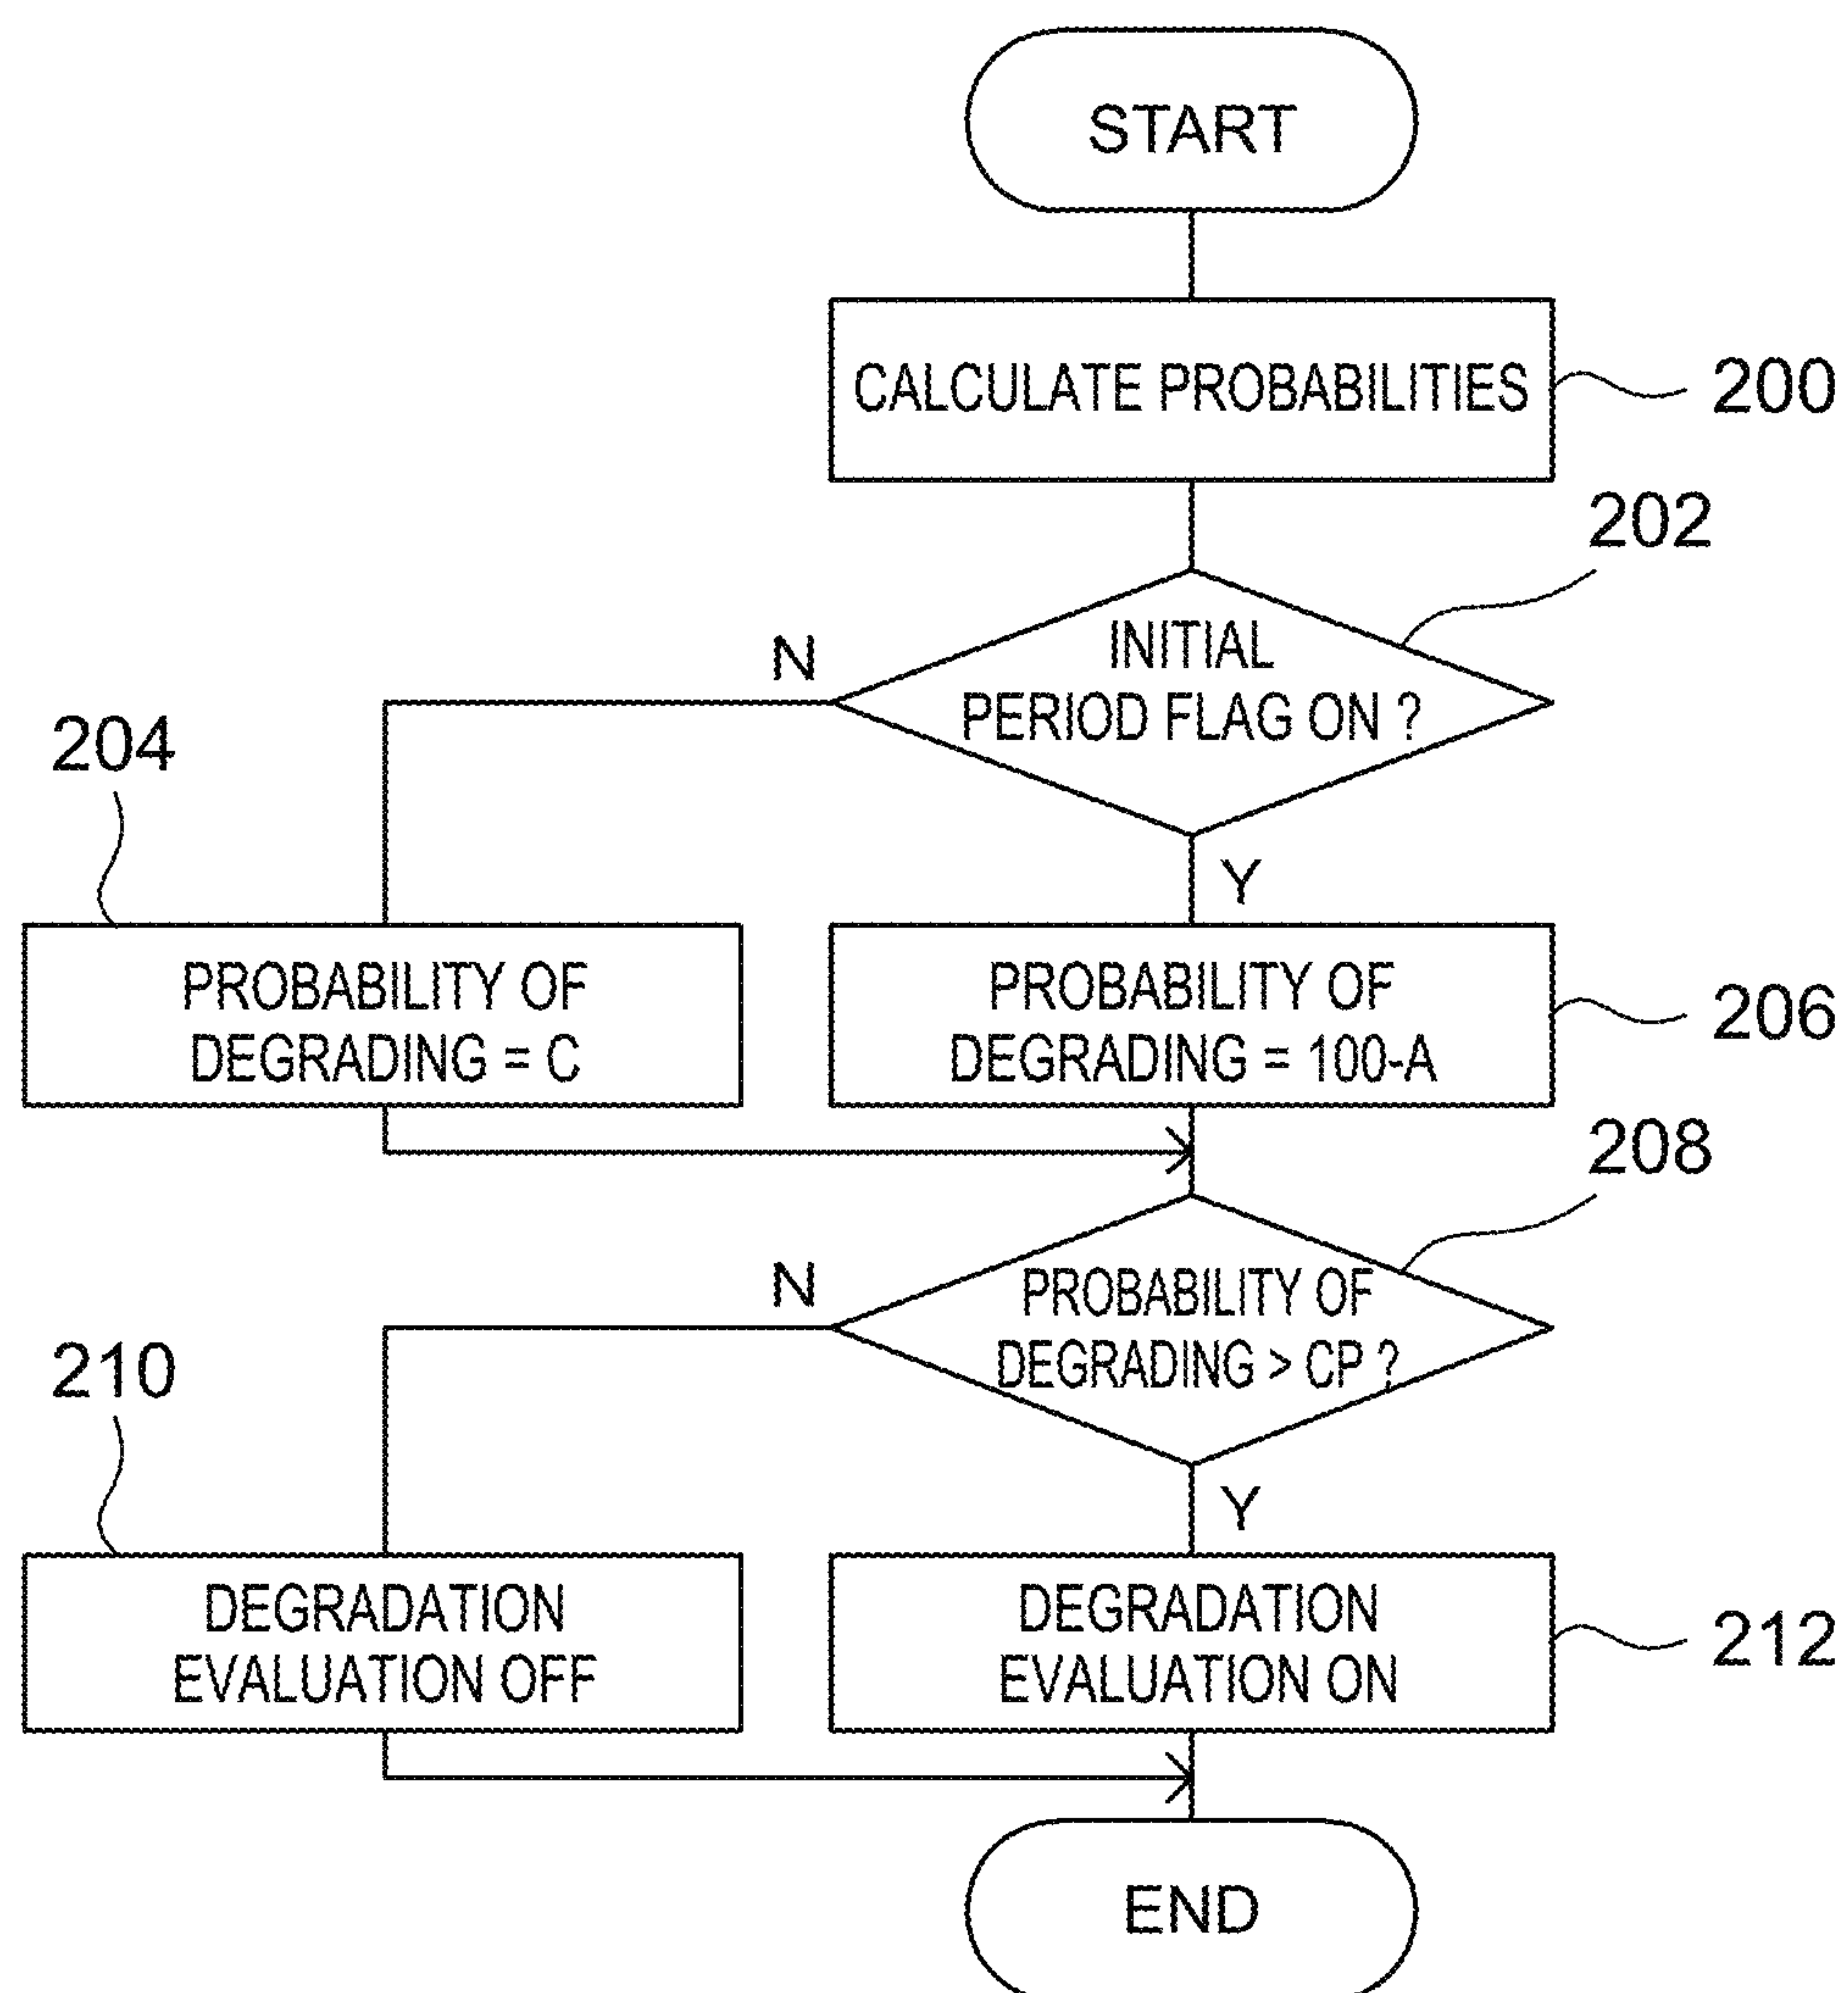 START
CALCULATE PROBABILITIES
200
202
INITIAL
PERIOD FLAG ON ?
N
Y
204
PROBABILITY OF
DEGRADING = C
PROBABILITY OF
DEGRADING = 100-A
206
208
PROBABILITY OF
DEGRADING > CP ?
N
Y
210
DEGRADATION
EVALUATION OFF
DEGRADATION
EVALUATION ON
212
END